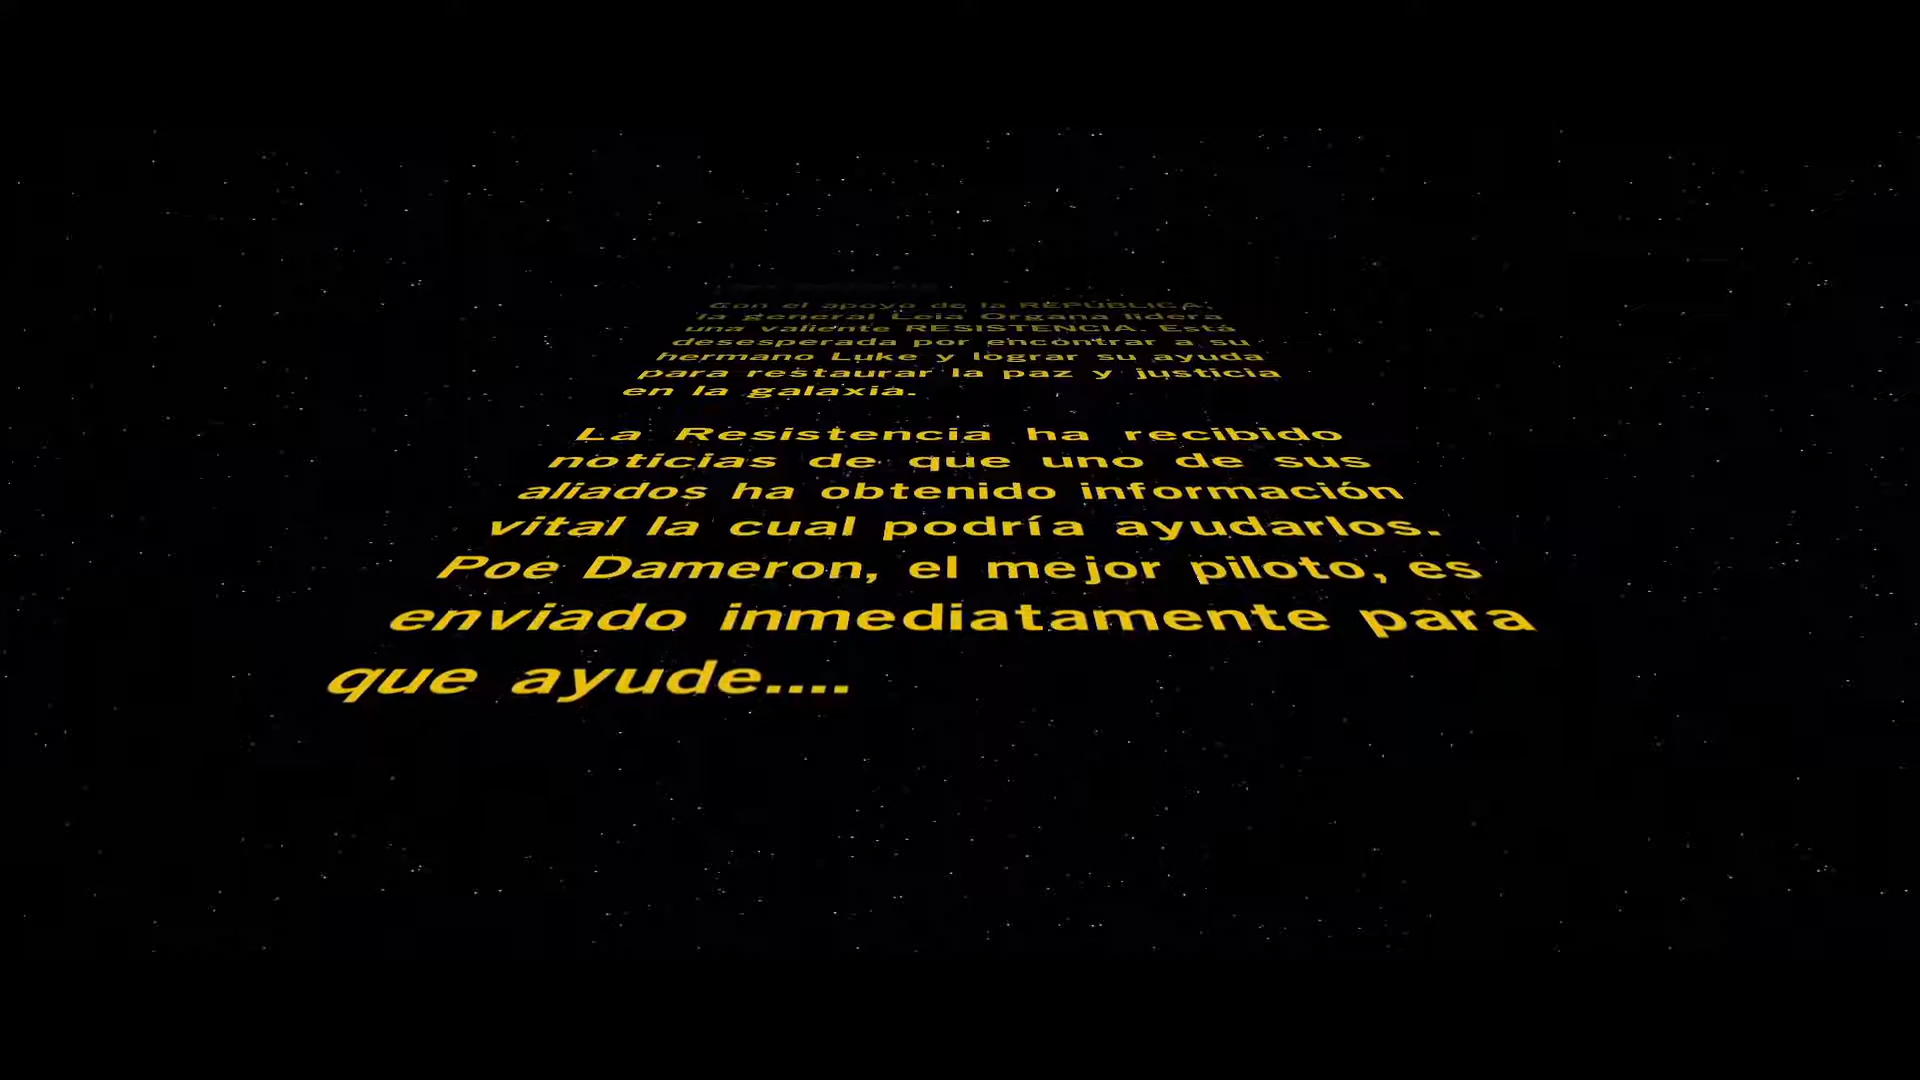 Con el apoyo de la REPÚBLICA,
la general Leia Organa lidera
una valiente RESISTENCIA. Está
desesperada por encontrar a su
hermano Luke y lograr su ayuda
para restaurar la paz y justicia
en la galaxia.
La Resistencia ha recibido
noticias de que uno de sus
aliados ha obtenido información
vital la cual podría ayudarlos.
Poe Dameron, el mejor piloto, es
enviado inmediatamente para
que ayude....